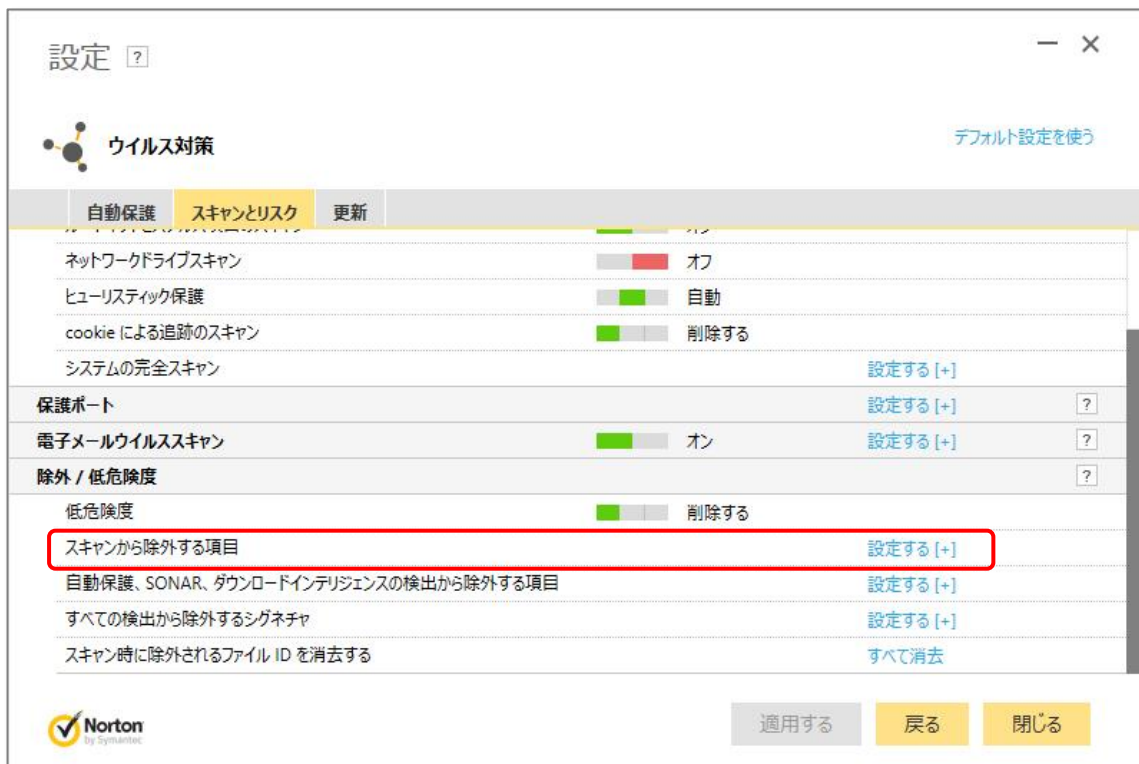 設定 ?
ウイルス対策
デフォルト設定を使う
自動保護 スキャンとリスク 更新
ネットワークドライブスキャン オフ
ヒューリスティック保護 自動
cookie による追跡のスキャン 削除する
システムの完全スキャン 設定する [+]
保護ポート 設定する [+] ?
電子メールウイルススキャン オン 設定する [+] ?
除外 / 低危険度 ?
低危険度 削除する
スキャンから除外する項目 設定する [+]
自動保護、SONAR、ダウンロードインテリジェンスの検出から除外する項目 設定する [+]
すべての検出から除外するシグネチャ 設定する [+]
スキャン時に除外されるファイル ID を消去する すべて消去
Norton
by Symantec
適用する 戻る 閉じる